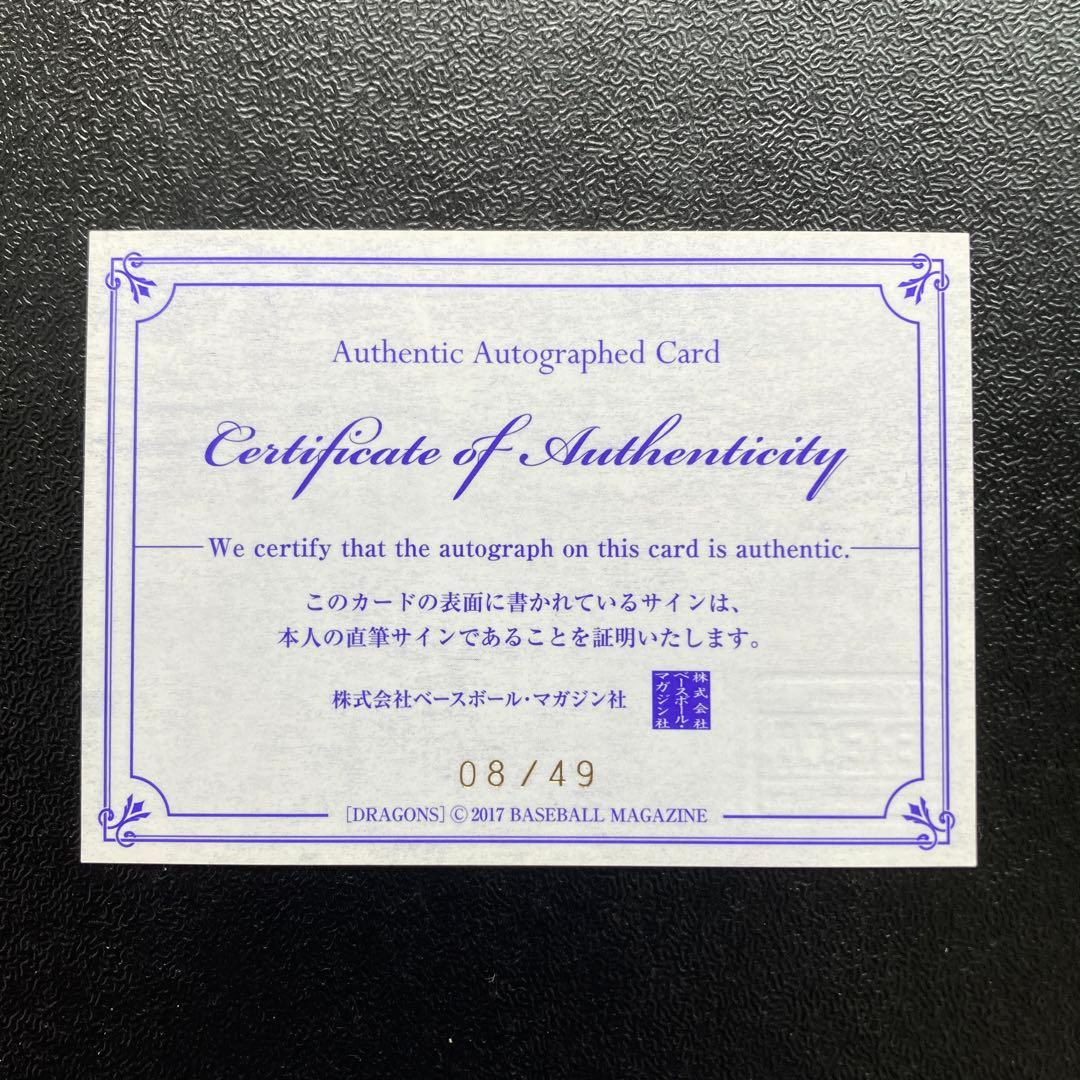 Authentic Autographed Card
Certificate of Authenticity
We certify that the autograph on this card is authentic.
このカードの表面に書かれているサインは、
本人の直筆サインであることを証明いたします。
株式会社ベースボール・マガジン社
株式会社
ベースボール・
マガジン社
08/49
[DRAGONS] © 2017 BASEBALL MAGAZINE